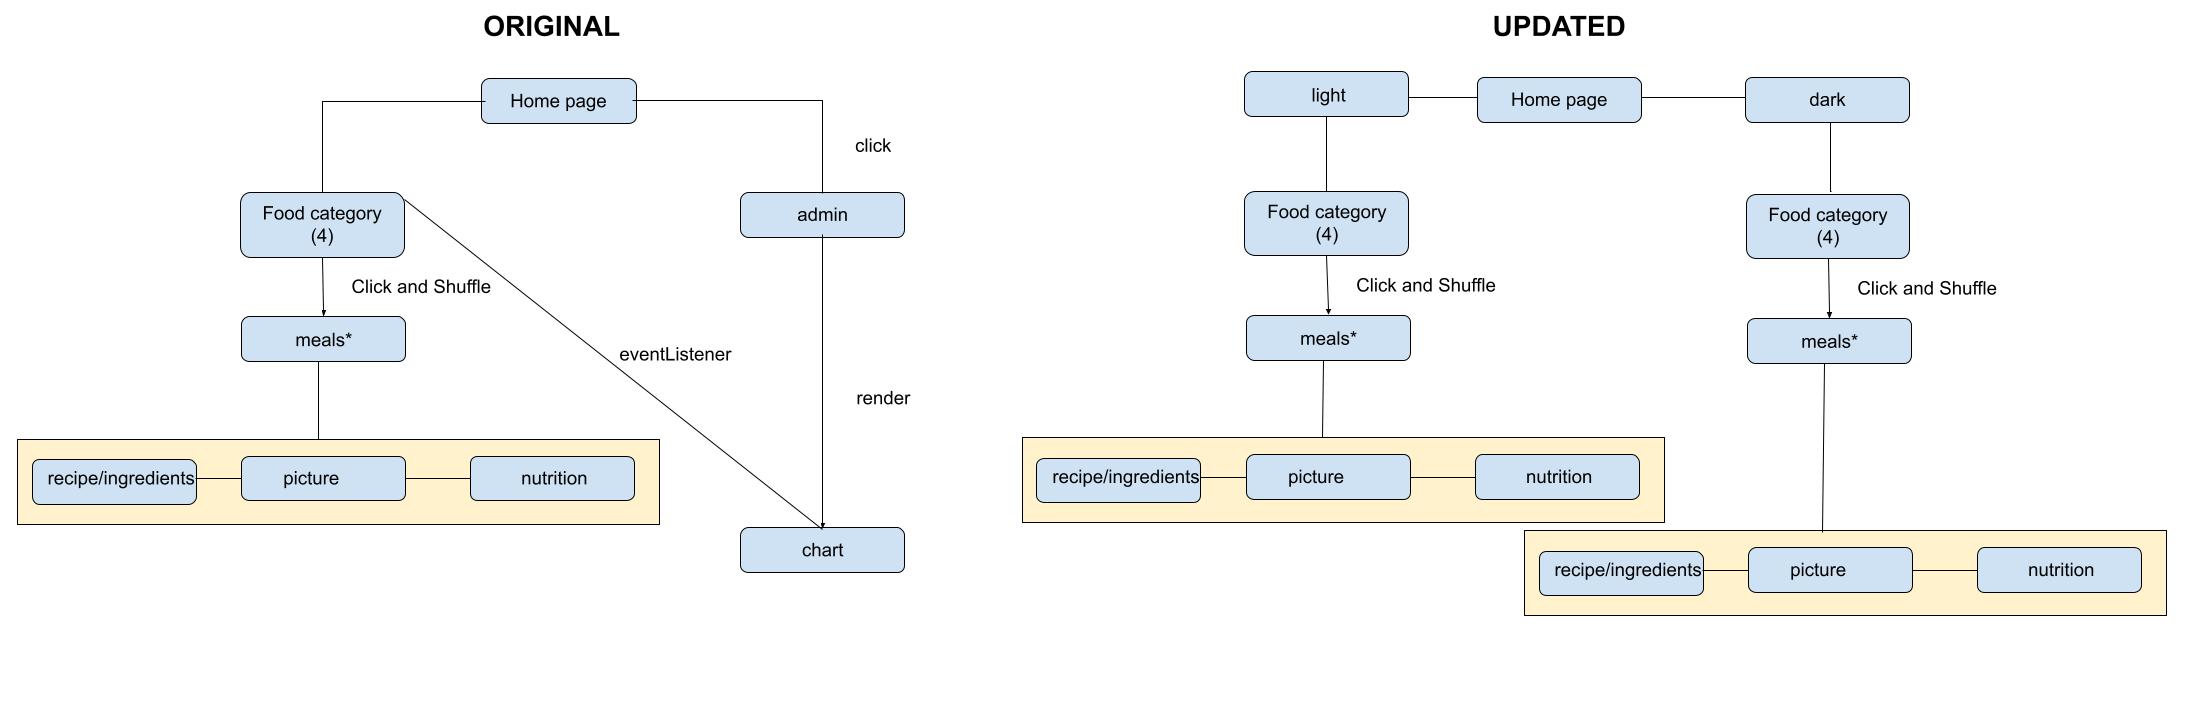 ORIGINAL
Home page
click
Food category
(4)
admin
Click and Shuffle
meals*
eventListener
render
recipe/ingredients
picture
nutrition
chart
UPDATED
light
Home page
dark
Food category
(4)
Click and Shuffle
meals*
recipe/ingredients
picture
nutrition
Food category
(4)
Click and Shuffle
meals*
recipe/ingredients
picture
nutrition